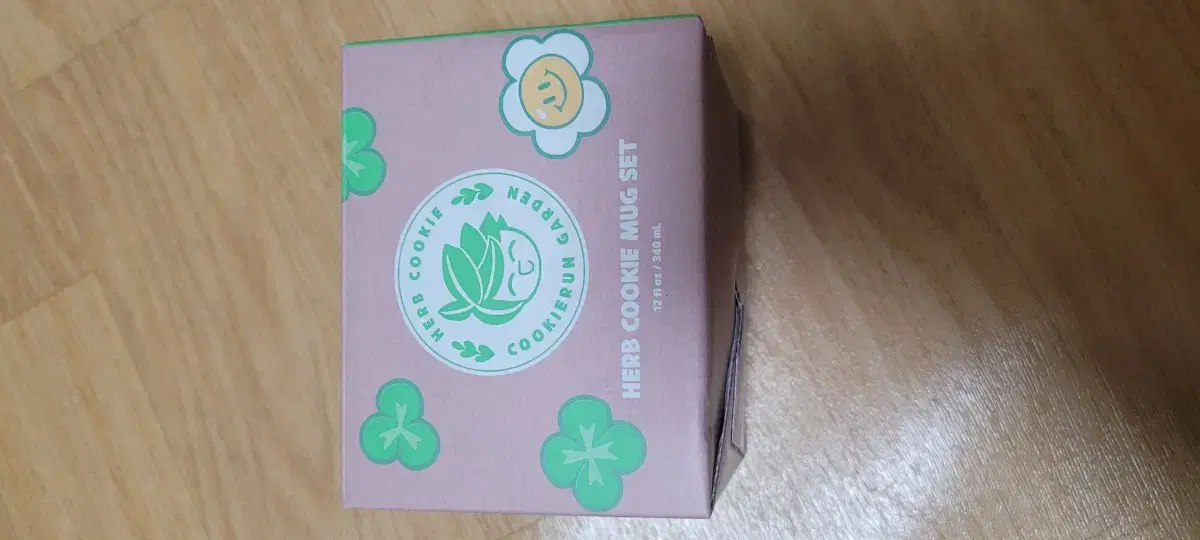 HERB COOKIE
COOKIERUN GARDEN
HERB COOKIE MUG SET
12 fl oz / 340 mL